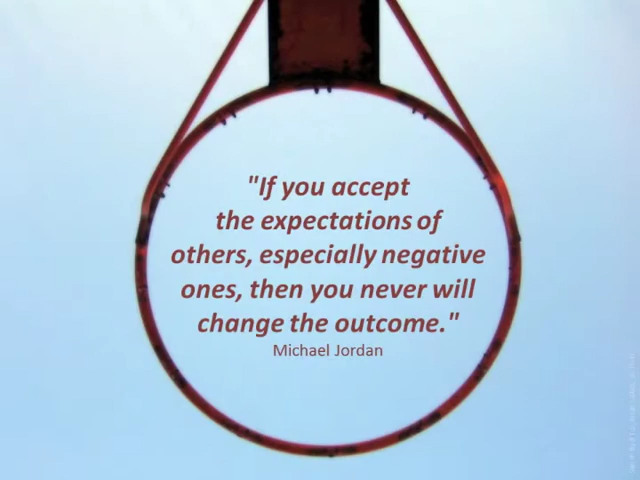 "If you accept
the expectations of
others, especially negative
ones, then you never will
change the outcome."
Michael Jordan